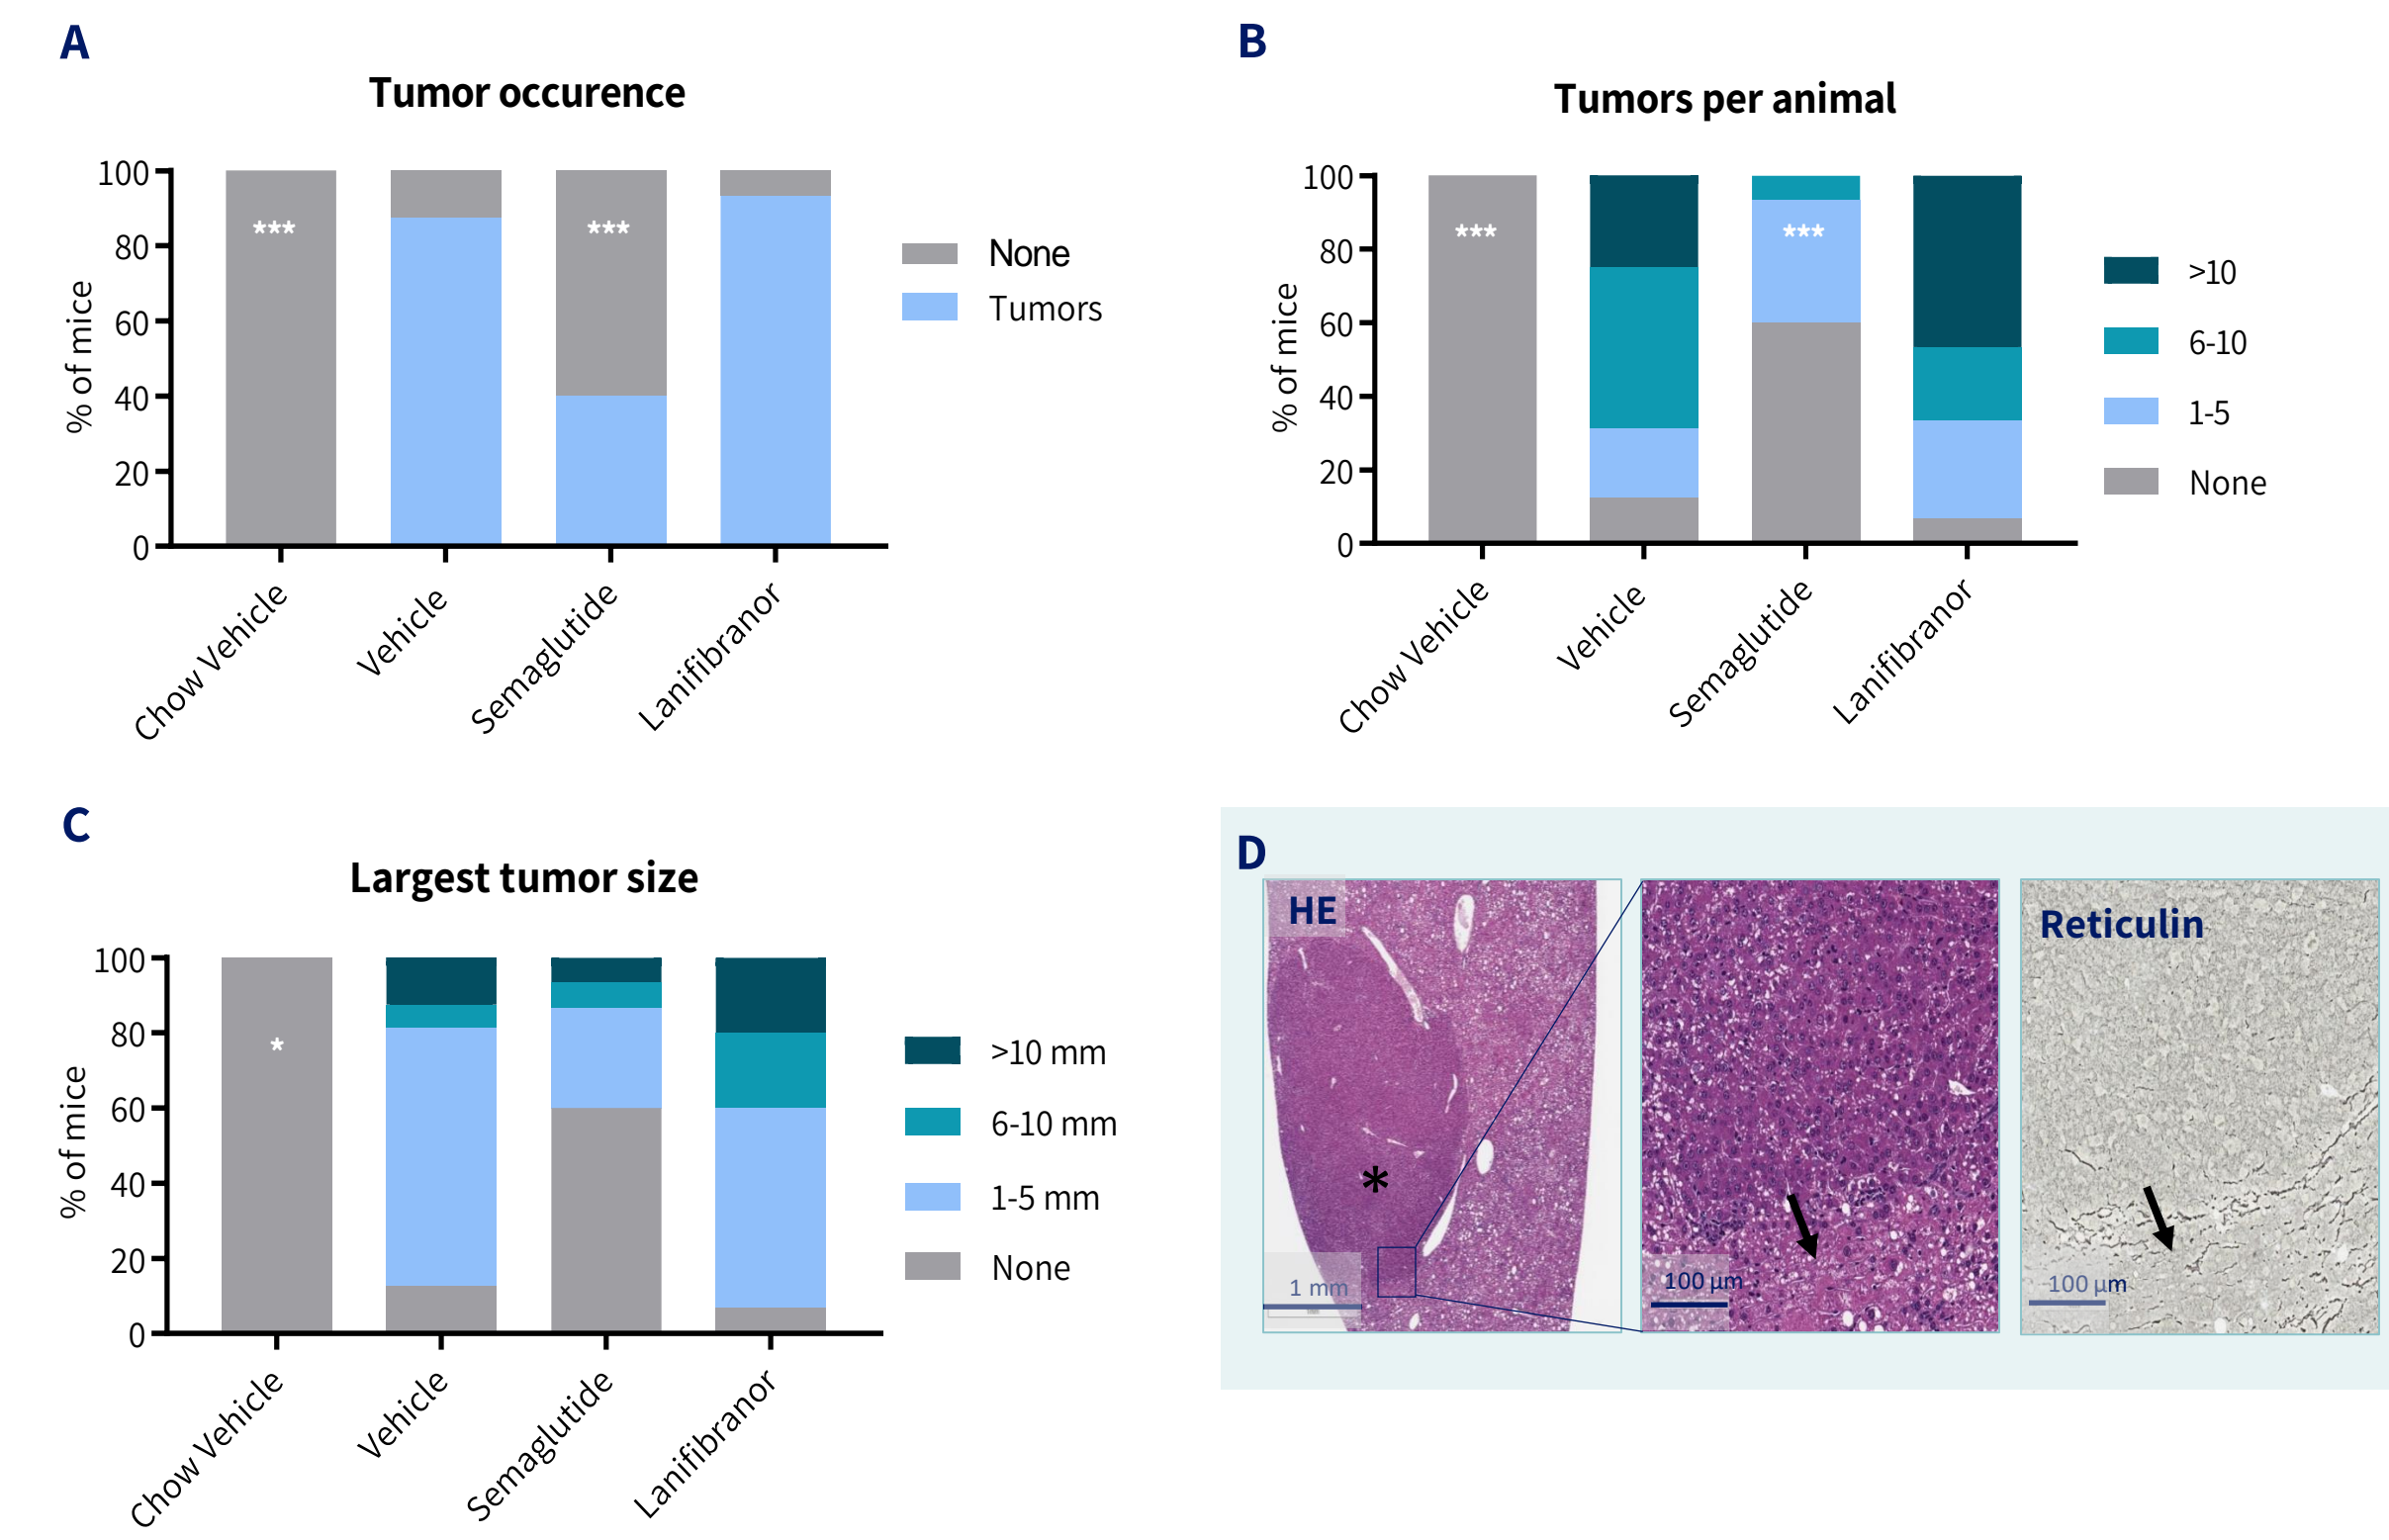 A
Tumor occurence
100
80
60
40
20
0
% of mice
***
***
Chow Vehicle
Vehicle
Semaglutide
Lanifibranor
None
Tumors
B
Tumors per animal
100
80
60
40
20
0
% of mice
***
***
Chow Vehicle
Vehicle
Semaglutide
Lanifibranor
>10
6-10
1-5
None
C
Largest tumor size
100
80
60
40
20
0
% of mice
*
Chow Vehicle
Vehicle
Semaglutide
Lanifibranor
>10 mm
6-10 mm
1-5 mm
None
D
HE
*
1 mm
100 µm
Reticulin
100 µm